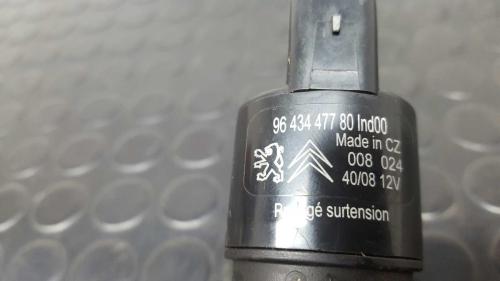 96 434 477 80 Ind00
Made in CZ
008 024
40/08 12V
surtension